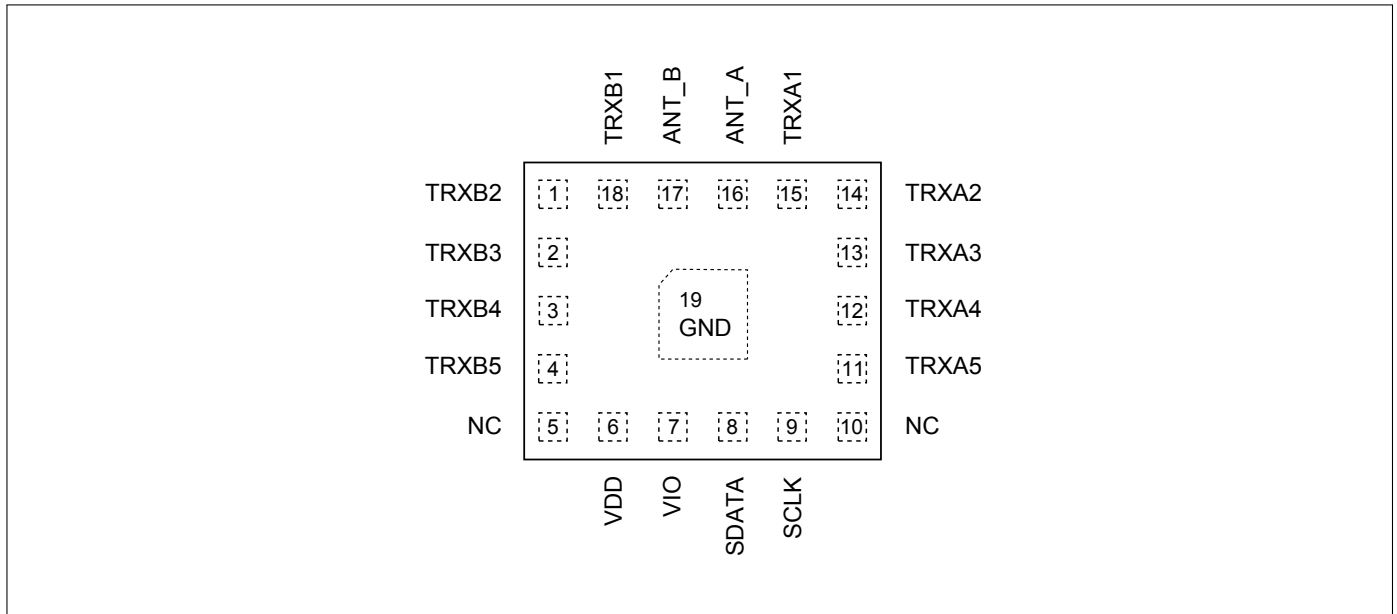 TRXB1
ANT_B
ANT_A
TRXA1
TRXB2 1 18 17 16 15 14 TRXA2
TRXB3 2 13 TRXA3
19
GND
TRXB4 3 12 TRXA4
TRXB5 4 11 TRXA5
NC 5 6 7 8 9 10 NC
VDD
VIO
SDATA
SCLK